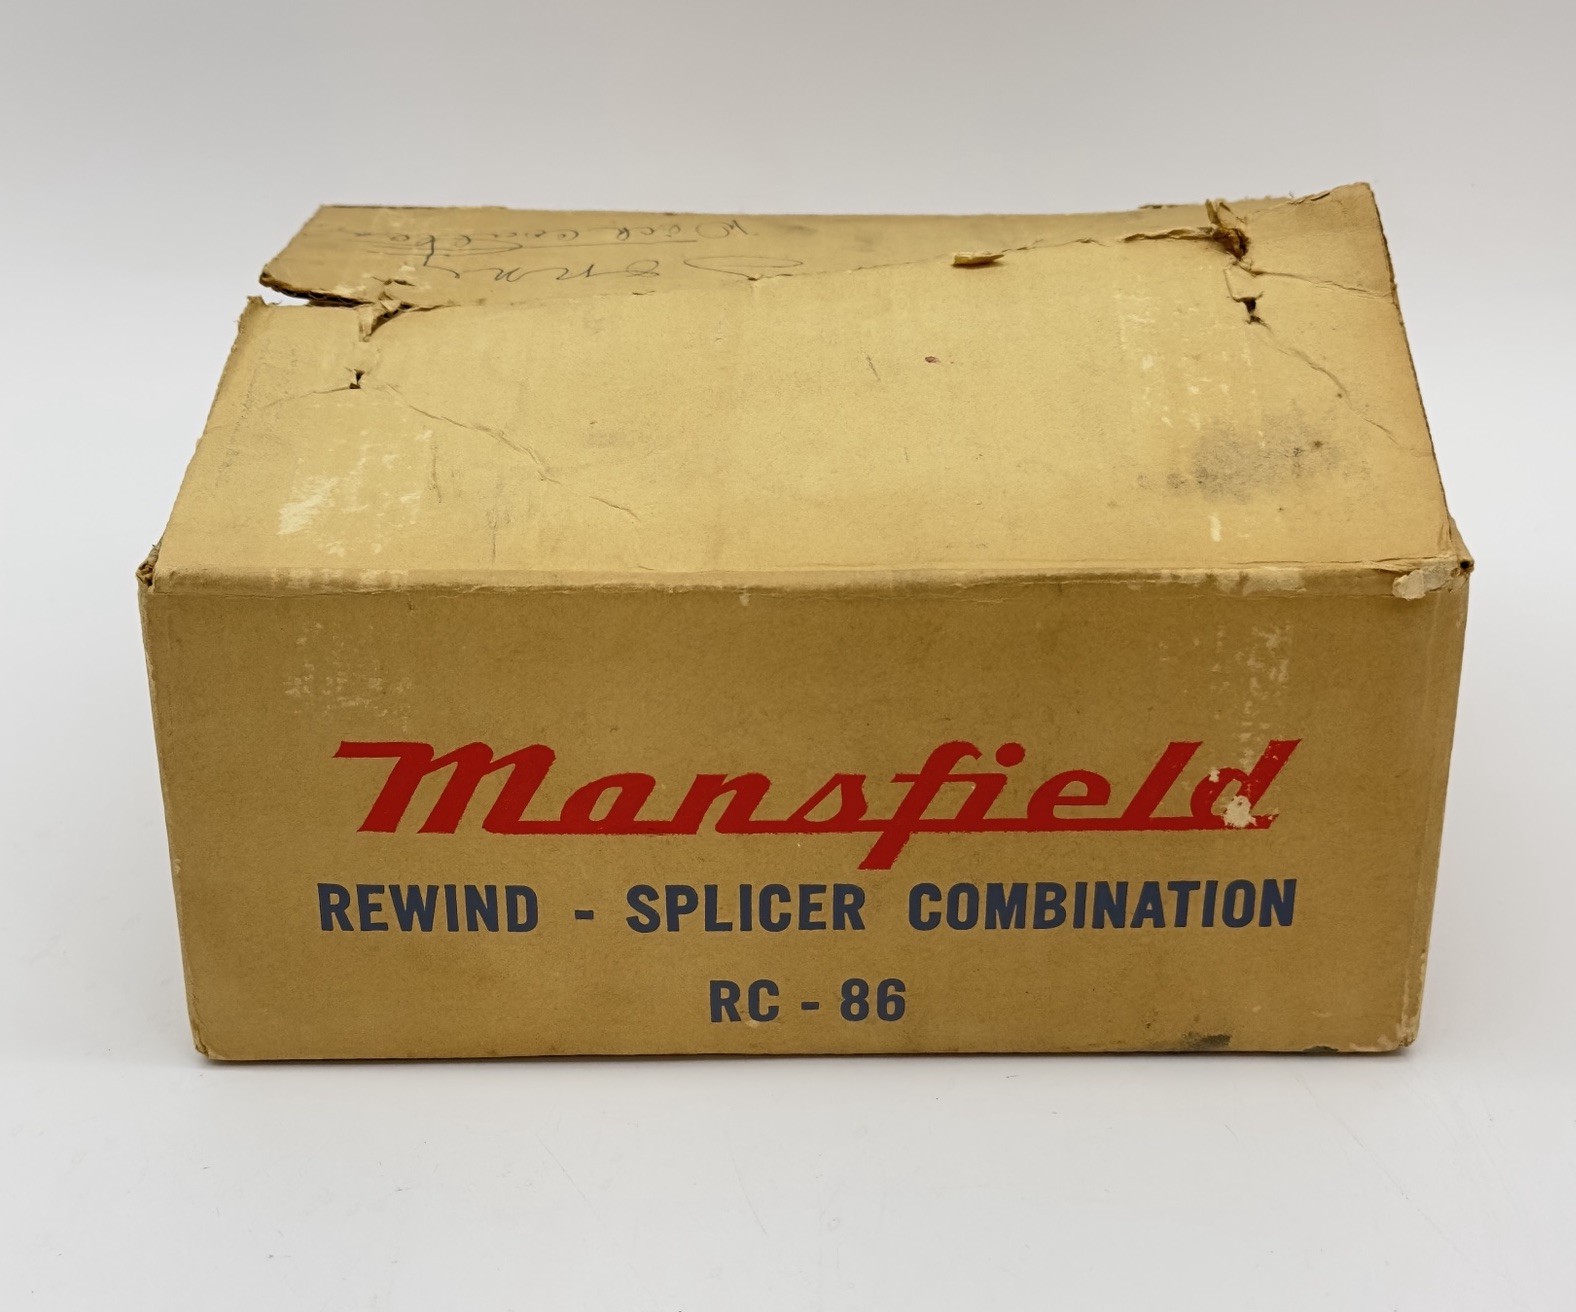 Mansfield
REWIND - SPLICER COMBINATION
RC - 86